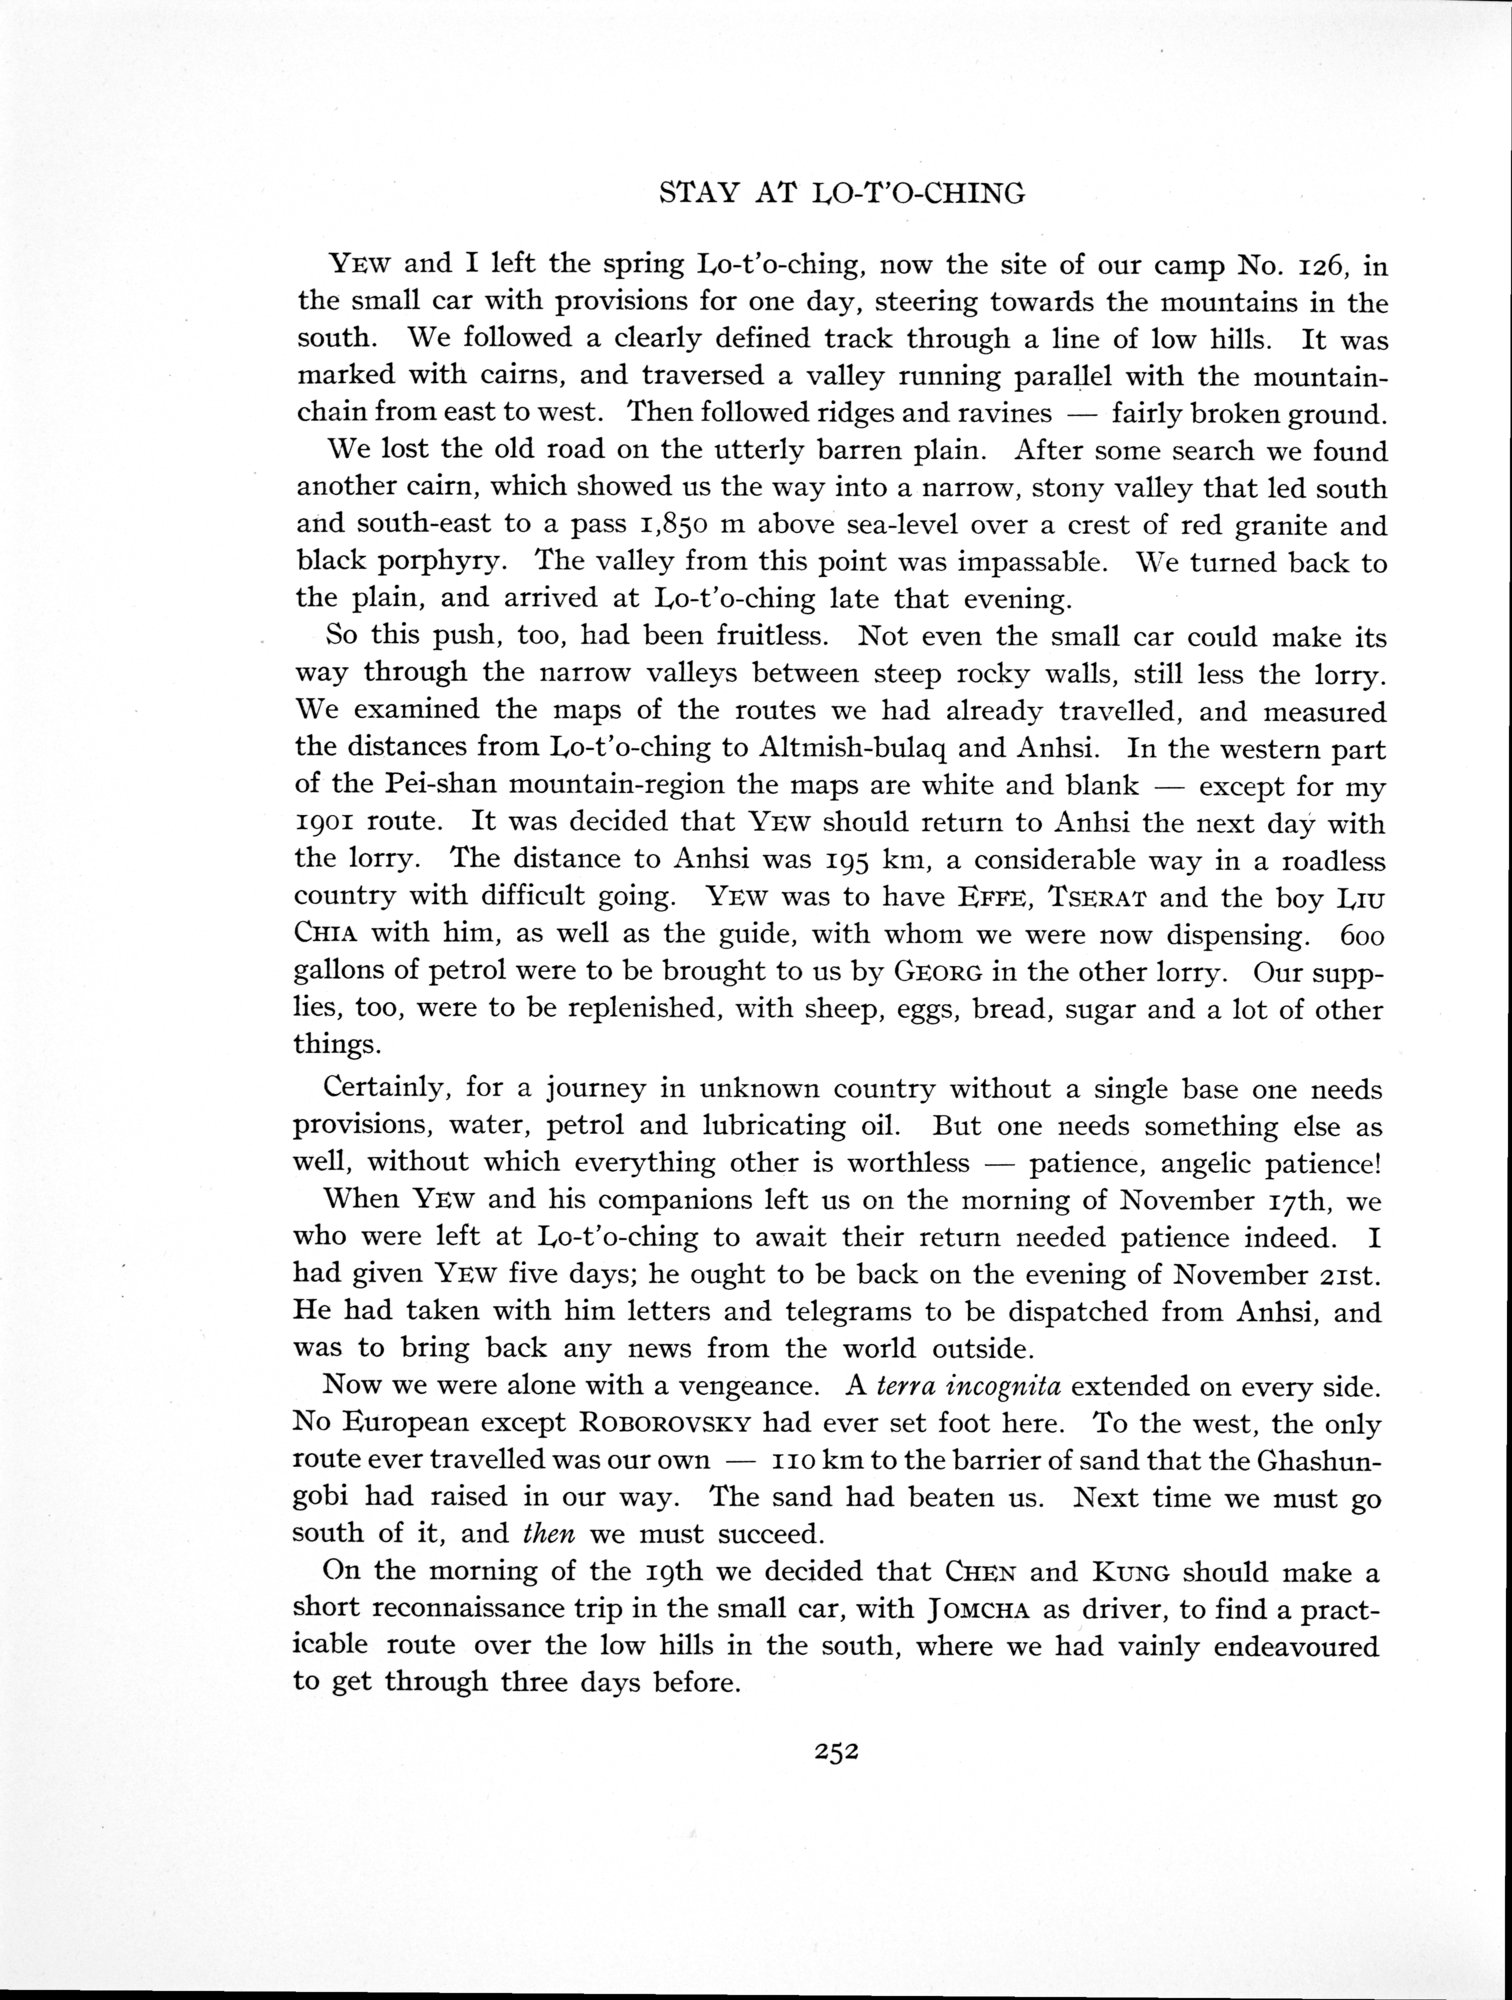 STAY AT LO-T'O-CHING
YEW and I left the spring Lo-t'o-ching, now the site of our camp No. 126, in
the small car with provisions for one day, steering towards the mountains in the
south. We followed a clearly defined track through a line of low hills. It was
marked with cairns, and traversed a valley running parallel with the mountain-
chain from east to west. Then followed ridges and ravines — fairly broken ground.
We lost the old road on the utterly barren plain. After some search we found
another cairn, which showed us the way into a narrow, stony valley that led south
and south-east to a pass 1,850 m above sea-level over a crest of red granite and
black porphyry. The valley from this point was impassable. We turned back to
the plain, and arrived at Lo-t'o-ching late that evening.
So this push, too, had been fruitless. Not even the small car could make its
way through the narrow valleys between steep rocky walls, still less the lorry.
We examined the maps of the routes we had already travelled, and measured
the distances from Lo-t'o-ching to Altmish-bulaq and Anhsi. In the western part
of the Pei-shan mountain-region the maps are white and blank — except for my
1901 route. It was decided that YEW should return to Anhsi the next day with
the lorry. The distance to Anhsi was 195 km, a considerable way in a roadless
country with difficult going. YEW was to have EFFE, TSERAT and the boy LIU
CHIA with him, as well as the guide, with whom we were now dispensing. 600
gallons of petrol were to be brought to us by GEORG in the other lorry. Our supp-
lies, too, were to be replenished, with sheep, eggs, bread, sugar and a lot of other
things.
Certainly, for a journey in unknown country without a single base one needs
provisions, water, petrol and lubricating oil. But one needs something else as
well, without which everything other is worthless — patience, angelic patience!
When YEW and his companions left us on the morning of November 17th, we
who were left at Lo-t'o-ching to await their return needed patience indeed. I
had given YEW five days; he ought to be back on the evening of November 21st.
He had taken with him letters and telegrams to be dispatched from Anhsi, and
was to bring back any news from the world outside.
Now we were alone with a vengeance. A terra incognita extended on every side.
No European except ROBOROVSKY had ever set foot here. To the west, the only
route ever travelled was our own — 110 km to the barrier of sand that the Ghashun-
gobi had raised in our way. The sand had beaten us. Next time we must go
south of it, and then we must succeed.
On the morning of the 19th we decided that CHEN and KUNG should make a
short reconnaissance trip in the small car, with JOMCHA as driver, to find a pract-
icable route over the low hills in the south, where we had vainly endeavoured
to get through three days before.
252